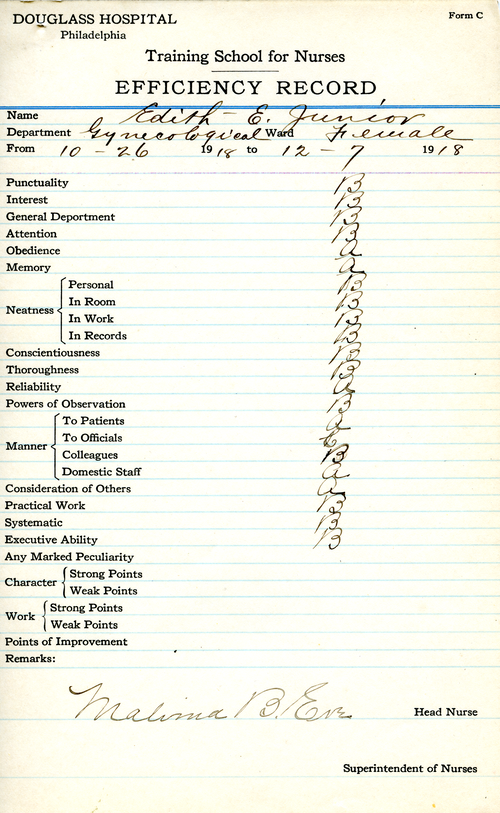 DOUGLASS HOSPITAL
Form C
Philadelphia
Training School for Nurses
EFFICIENCY RECORD
Name Edith E. Junior
Department Gynecological Ward Female
From 10 - 26 1918 to 12 - 7 1918
Punctuality B
Interest B
General Deportment B
Attention B
Obedience A
Memory A
Neatness
Personal B
In Room B
In Work B
In Records B
Conscientiousness B
Thoroughness B
Reliability A
Powers of Observation B
Manner
To Patients A
To Officials
Colleagues B
Domestic Staff A
Consideration of Others A
Practical Work B
Systematic B
Executive Ability B
Any Marked Peculiarity
Character
Strong Points
Weak Points
Work
Strong Points
Weak Points
Points of Improvement
Remarks:
B. Head Nurse
Superintendent of Nurses